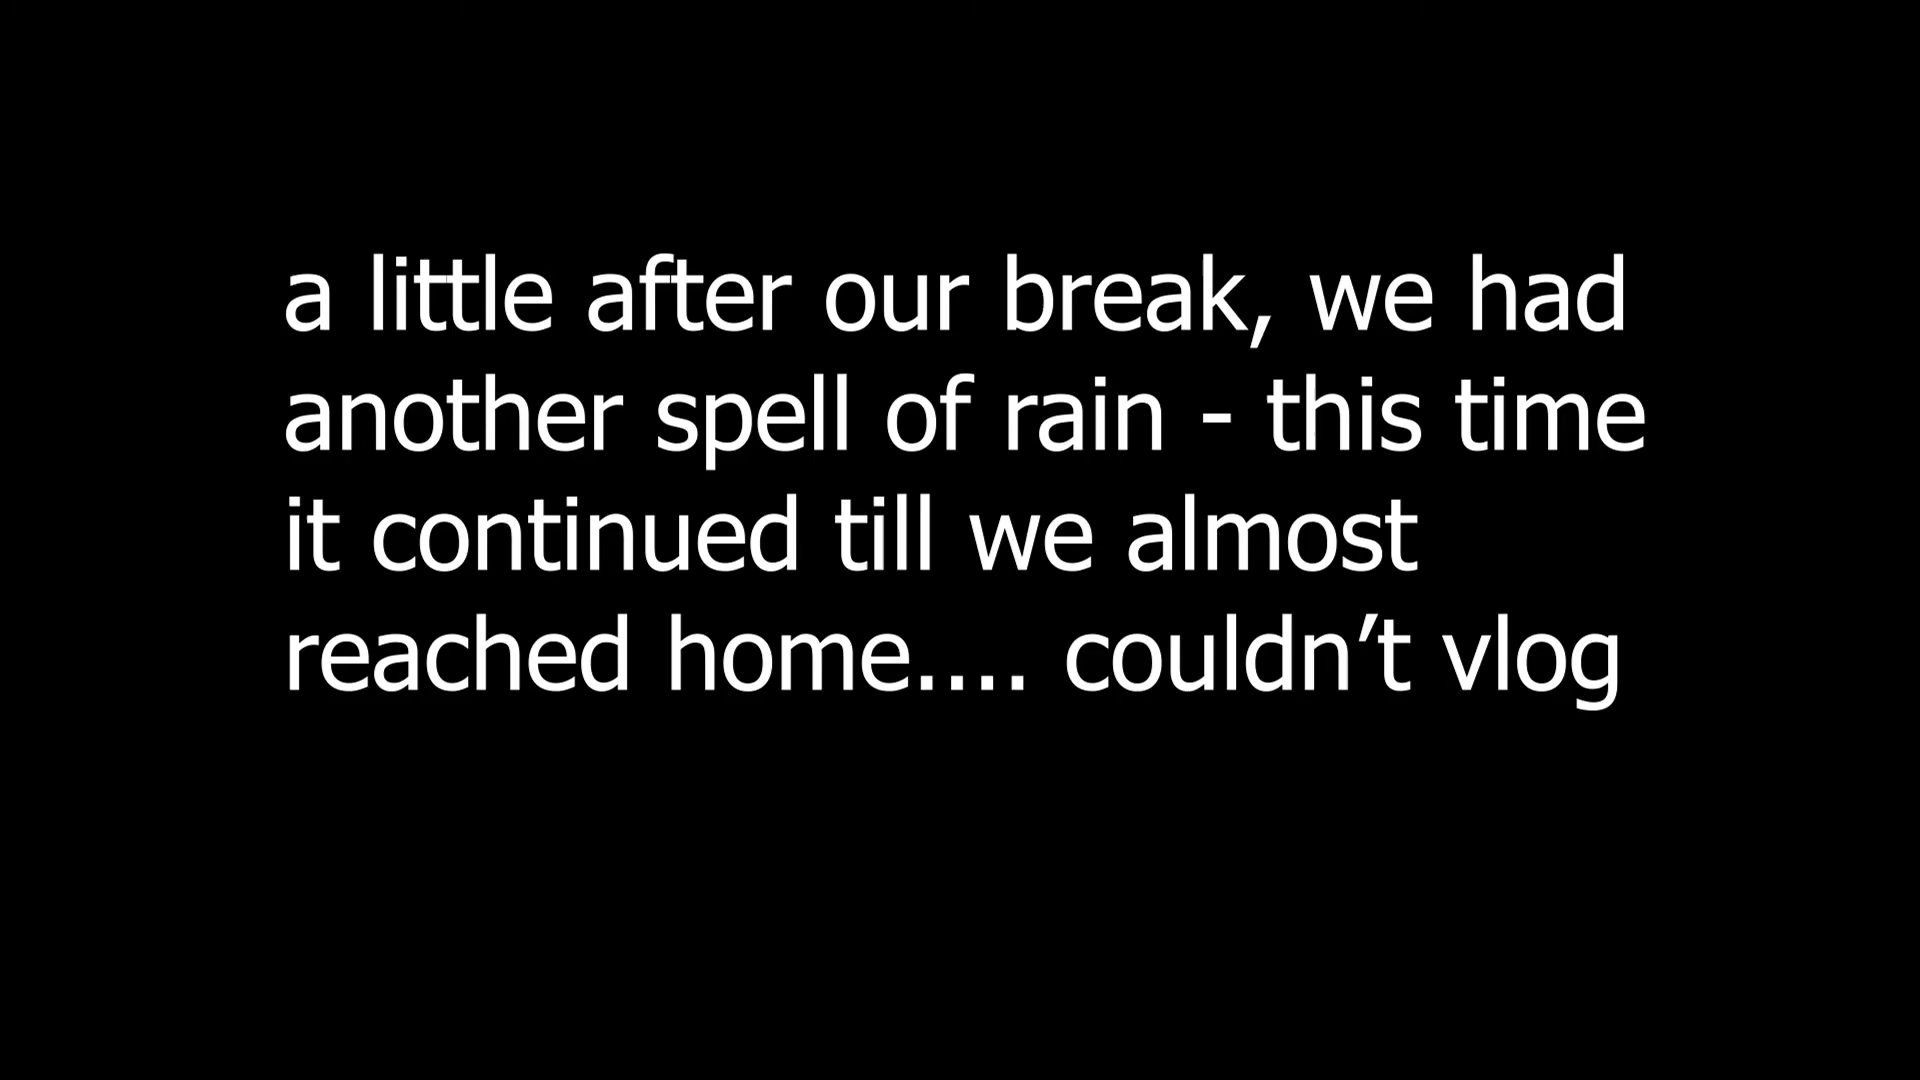 a little after our break, we had
another spell of rain - this time
it continued till we almost
reached home.... couldn’t vlog